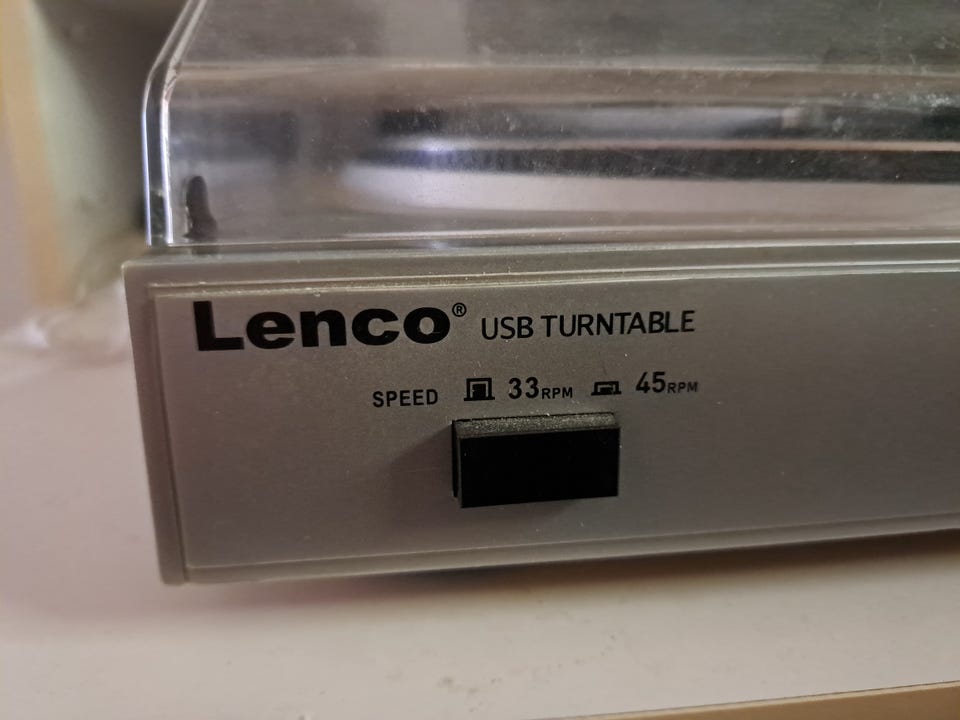 Lenco® USB TURNTABLE
SPEED 33RPM 45RPM